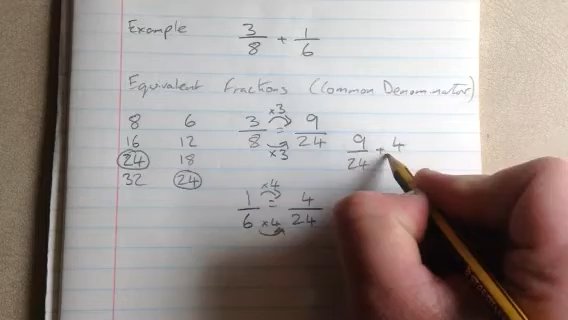 Example 3/8 + 1/6
Equivalent Fractions (Common Denominator)
8 6
16 12
24 18
32 24
×3
3/8 = 9/24
×3
9/24 + 4
×4
1/6 = 4/24
×4